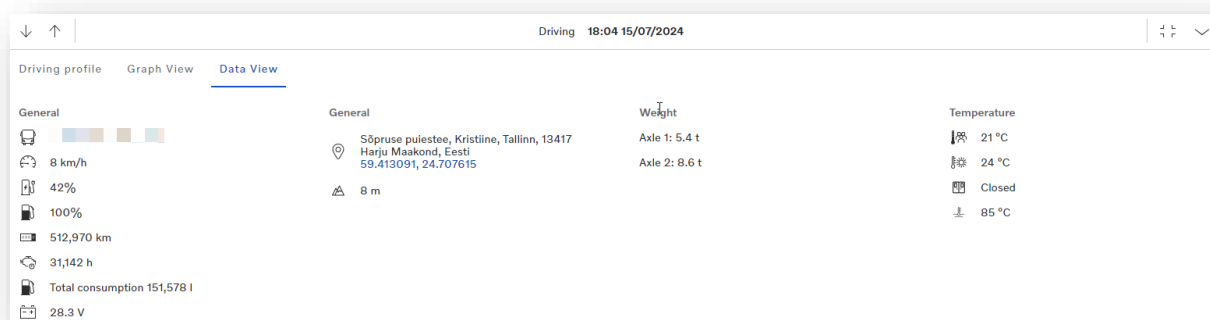 Driving 18:04 15/07/2024
Driving profile Graph View Data View
General
8 km/h
42%
100%
512,970 km
31,142 h
Total consumption 151,578 l
28.3 V
General
Sõpruse puiestee, Kristiine, Tallinn, 13417
Harju Maakond, Eesti
59.413091, 24.707615
8 m
Weight
Axle 1: 5.4 t
Axle 2: 8.6 t
Temperature
21 °C
24 °C
Closed
85 °C